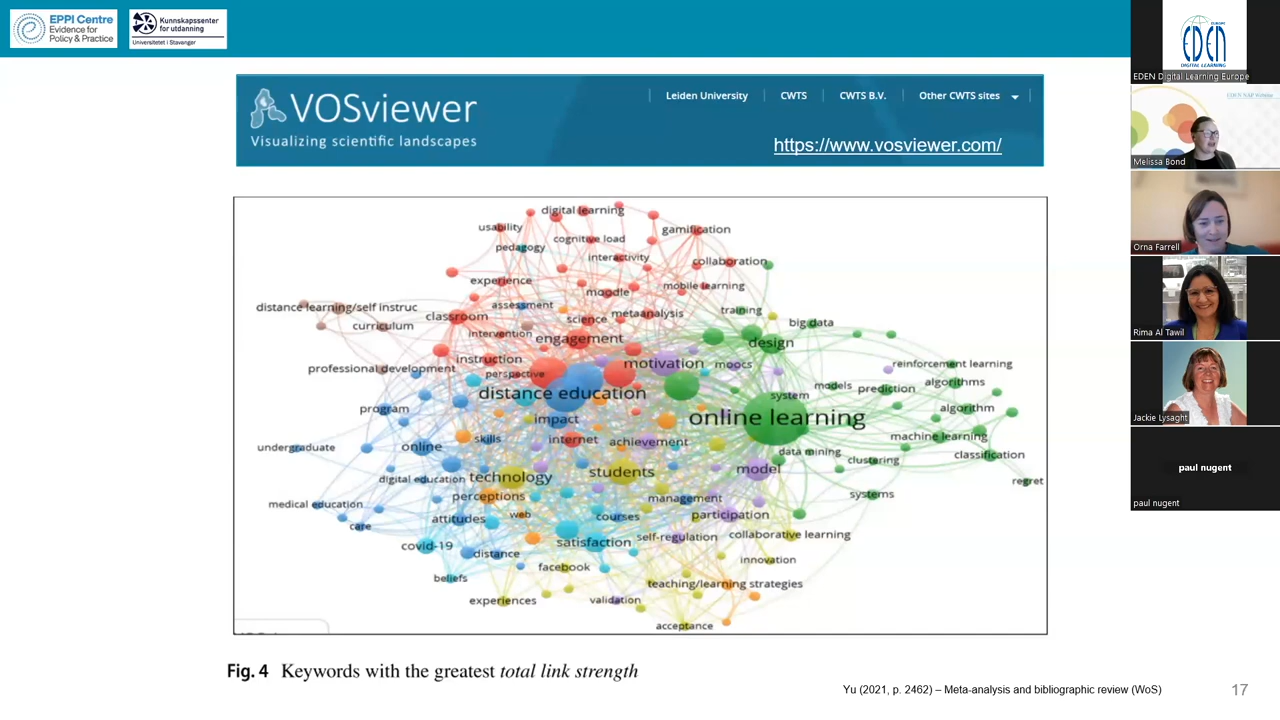 EPPI Centre
Evidence for
Policy & Practice
Kunnskapssenter
for utdanning
Universitetet i Stavanger
VOSviewer
Visualizing scientific landscapes
Leiden University
CWTS
CWTS B.V.
Other CWTS sites
https://www.vosviewer.com/
digital learning
usability
gamification
cognitive load
pedagogy
interactivity
collaboration
experience
mobile learning
moodle
distance learning/self instruc
assessment
training
classroom
science
metaanalysis
curriculum
big data
intervention
engagement
design
instruction
motivation
moocs
reinforcement learning
professional development
perspective
algorithms
models
prediction
distance education
system
program
algorithm
impact
online learning
internet
achievement
machine learning
undergraduate
online
skills
data mining
classification
clustering
digital education
technology
students
model
regret
perceptions
management
systems
medical education
web
courses
participation
attitudes
care
satisfaction
self-regulation
collaborative learning
covid-19
distance
innovation
facebook
beliefs
teaching/learning strategies
experiences
validation
acceptance
Fig. 4 Keywords with the greatest total link strength
Yu (2021, p. 2462) – Meta-analysis and bibliographic review (WoS)
17
EUROPE
EDEN
DIGITAL LEARNING
EDEN Digital Learning Europe
EDEN NAP Webinar
Melissa Bond
Orna Farrell
Rima Al Tawil
Jackie Lysaght
paul nugent
paul nugent